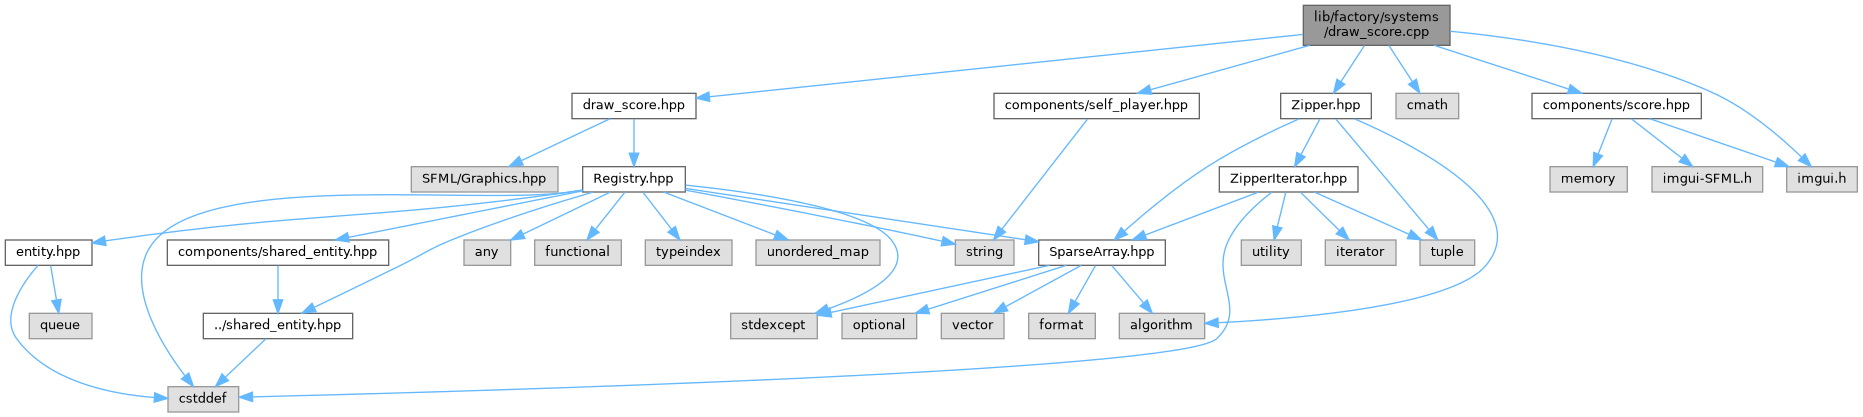 lib/factory/systems
/draw_score.cpp
draw_score.hpp
components/self_player.hpp
Zipper.hpp
cmath
components/score.hpp
SFML/Graphics.hpp
Registry.hpp
ZipperIterator.hpp
memory
imgui-SFML.h
imgui.h
entity.hpp
components/shared_entity.hpp
any
functional
typeindex
unordered_map
string
SparseArray.hpp
utility
iterator
tuple
queue
../shared_entity.hpp
stdexcept
optional
vector
format
algorithm
cstddef